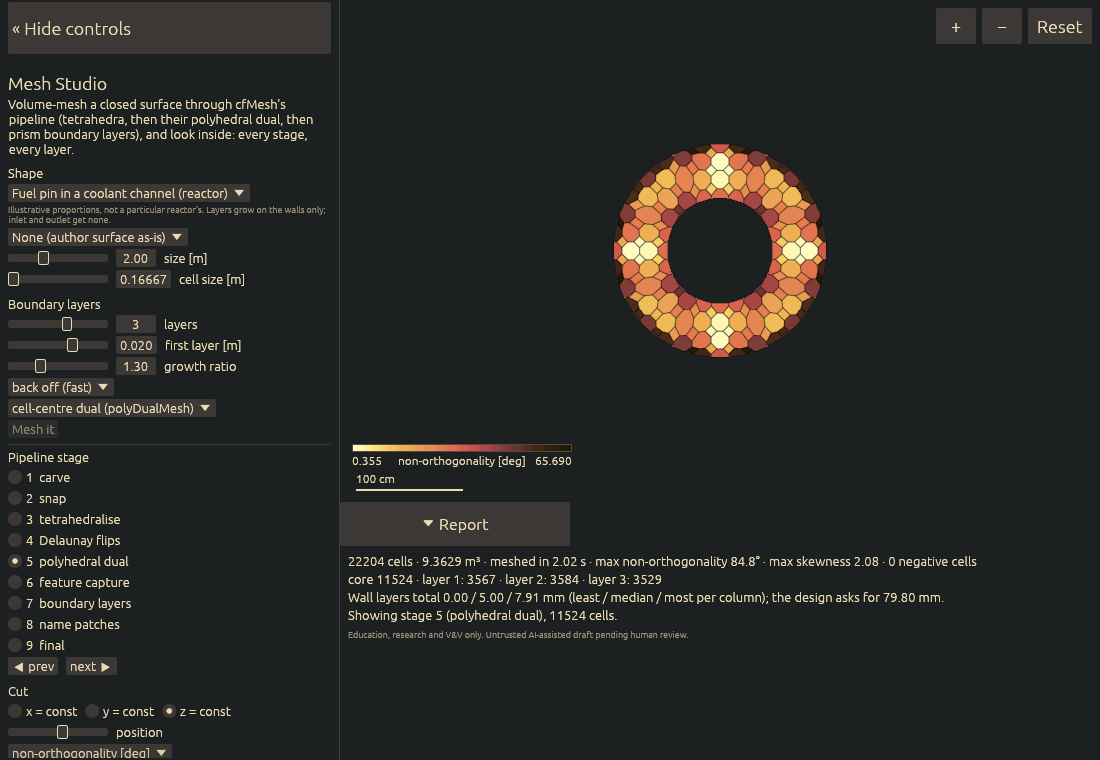 « Hide controls
+
−
Reset
Mesh Studio
Volume-mesh a closed surface through cfMesh's
pipeline (tetrahedra, then their polyhedral dual, then
prism boundary layers), and look inside: every stage,
every layer.
Shape
Fuel pin in a coolant channel (reactor)
Illustrative proportions, not a particular reactor's. Layers grow on the walls only;
inlet and outlet get none.
None (author surface as-is)
2.00 size [m]
0.16667 cell size [m]
Boundary layers
3 layers
0.020 first layer [m]
1.30 growth ratio
back off (fast)
cell-centre dual (polyDualMesh)
Mesh it
Pipeline stage
1 carve
2 snap
3 tetrahedralise
4 Delaunay flips
5 polyhedral dual
6 feature capture
7 boundary layers
8 name patches
9 final
◀ prev next ▶
Cut
x = const y = const z = const
position
non-orthogonality [deg]
0.355 non-orthogonality [deg] 65.690
100 cm
Report
22204 cells · 9.3629 m³ · meshed in 2.02 s · max non-orthogonality 84.8° · max skewness 2.08 · 0 negative cells
core 11524 · layer 1: 3567 · layer 2: 3584 · layer 3: 3529
Wall layers total 0.00 / 5.00 / 7.91 mm (least / median / most per column); the design asks for 79.80 mm.
Showing stage 5 (polyhedral dual), 11524 cells.
Education, research and V&V only. Untrusted AI-assisted draft pending human review.